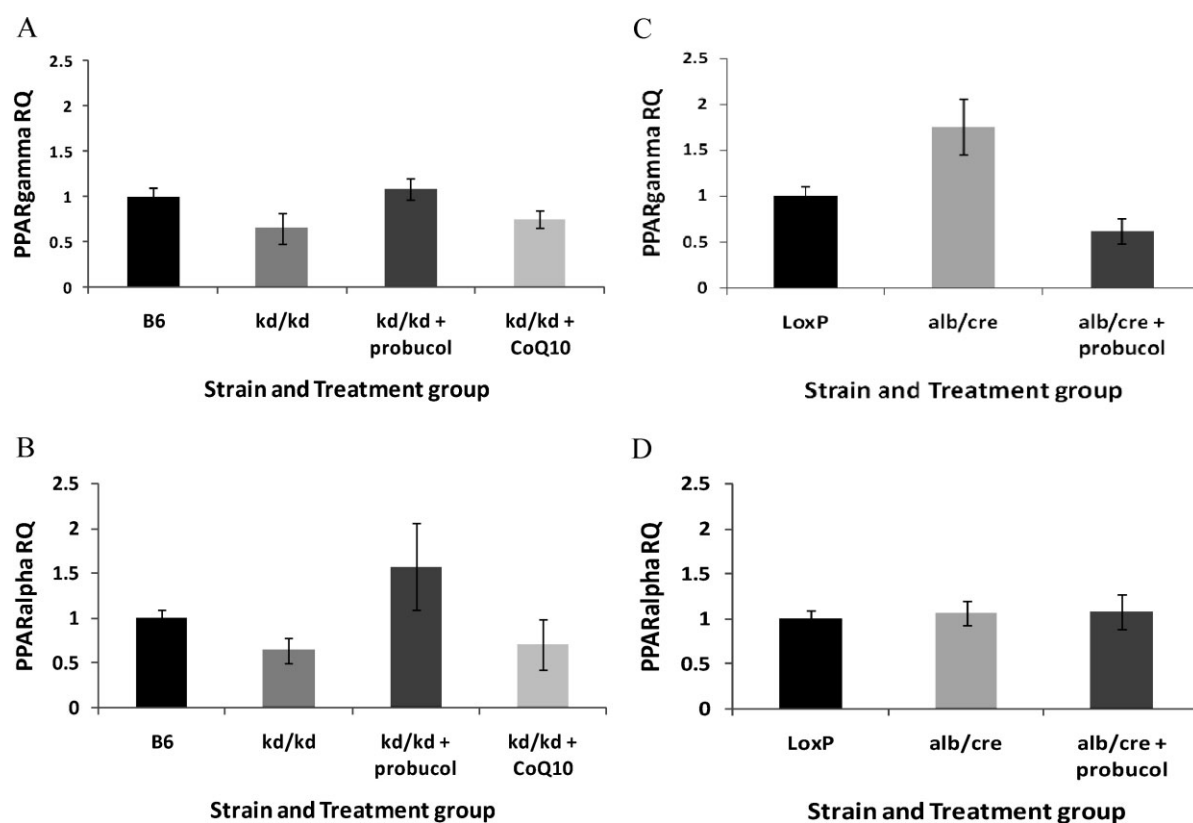 A
PPARgamma RQ
2.5
2
1.5
1
0.5
0
B6
kd/kd
kd/kd +
probucol
kd/kd +
CoQ10
Strain and Treatment group
B
PPARalpha RQ
2.5
2
1.5
1
0.5
0
B6
kd/kd
kd/kd +
probucol
kd/kd +
CoQ10
Strain and Treatment group
C
PPARgamma RQ
2.5
2
1.5
1
0.5
0
LoxP
alb/cre
alb/cre +
probucol
Strain and Treatment group
D
PPARalpha RQ
2.5
2
1.5
1
0.5
0
LoxP
alb/cre
alb/cre +
probucol
Strain and Treatment group